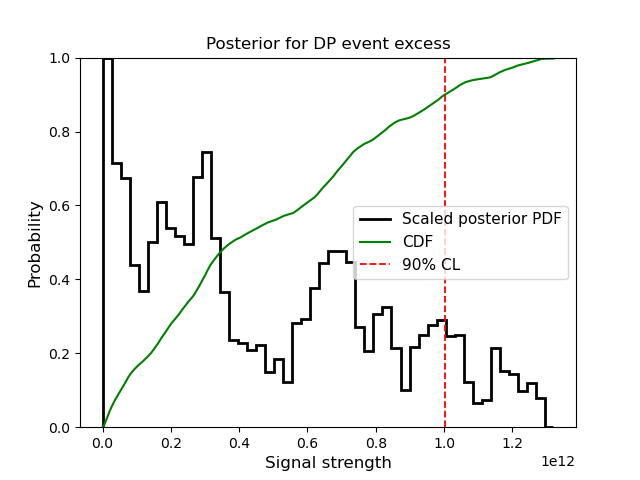 Posterior for DP event excess
1.0
0.8
0.6
0.4
0.2
0.0
Probability
Scaled posterior PDF
CDF
90% CL
0.0 0.2 0.4 0.6 0.8 1.0 1.2
1e12
Signal strength